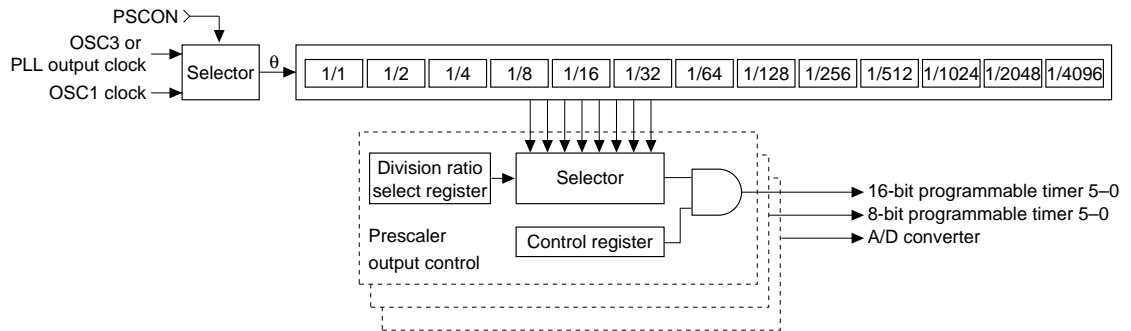 PSCON
OSC3 or
PLL output clock
OSC1 clock
Selector
θ
1/1 1/2 1/4 1/8 1/16 1/32 1/64 1/128 1/256 1/512 1/1024 1/2048 1/4096
Division ratio
select register
Selector
Control register
Prescaler
output control
16-bit programmable timer 5–0
8-bit programmable timer 5–0
A/D converter